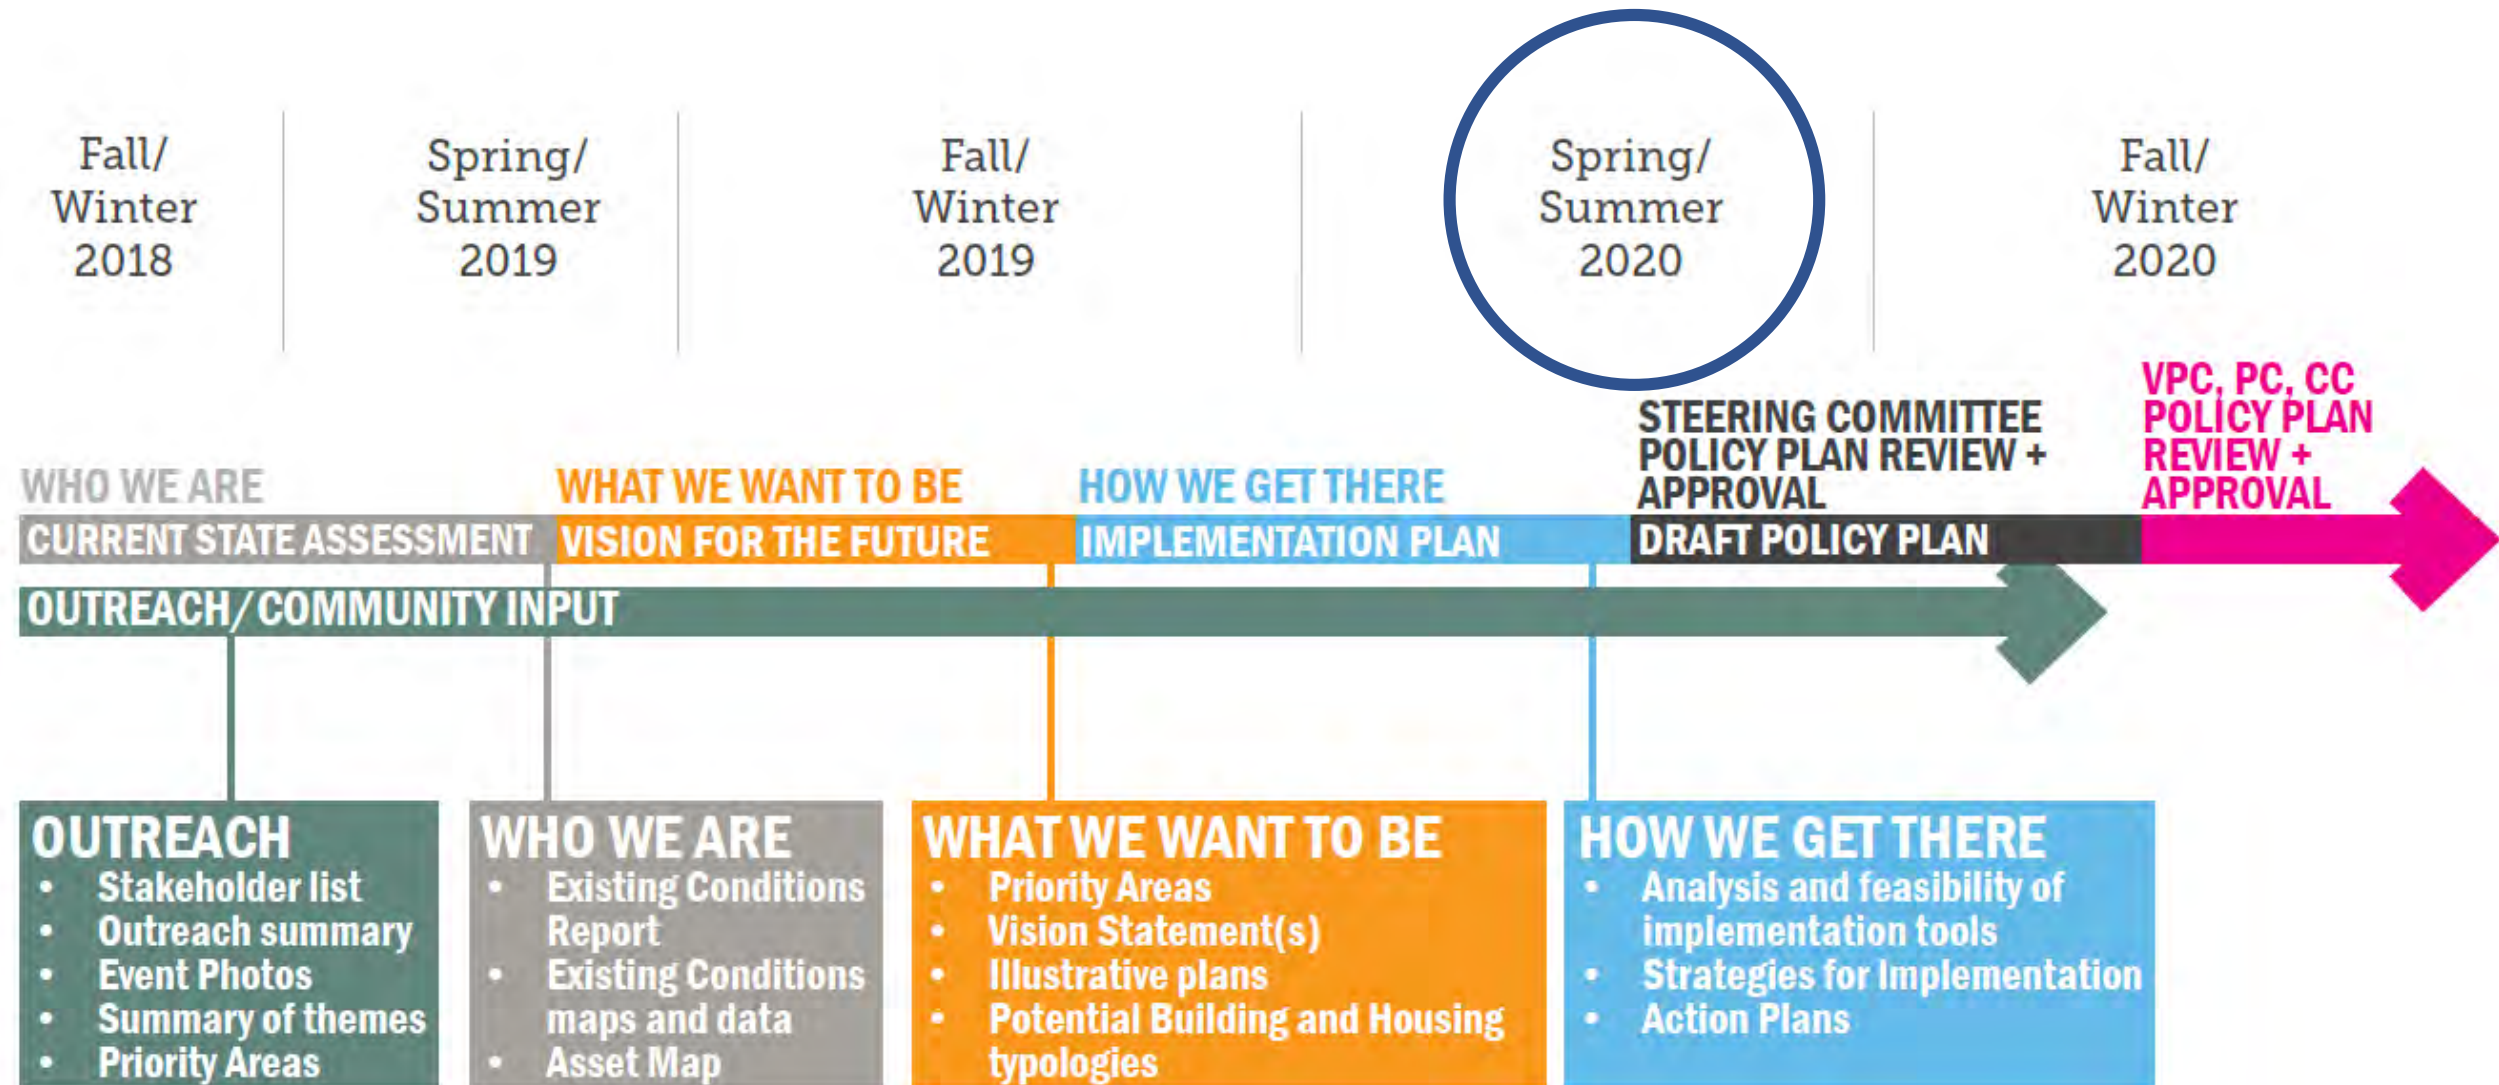 Fall/
Winter
2018
Spring/
Summer
2019
Fall/
Winter
2019
Spring/
Summer
2020
Fall/
Winter
2020
WHO WE ARE
WHAT WE WANT TO BE
HOW WE GET THERE
STEERING COMMITTEE
POLICY PLAN REVIEW +
APPROVAL
VPC, PC, CC
POLICY PLAN
REVIEW +
APPROVAL
CURRENT STATE ASSESSMENT
VISION FOR THE FUTURE
IMPLEMENTATION PLAN
DRAFT POLICY PLAN
OUTREACH/COMMUNITY INPUT
OUTREACH
• Stakeholder list
• Outreach summary
• Event Photos
• Summary of themes
• Priority Areas
WHO WE ARE
• Existing Conditions
Report
• Existing Conditions
maps and data
• Asset Map
WHAT WE WANT TO BE
• Priority Areas
• Vision Statement(s)
• Illustrative plans
• Potential Building and Housing
typologies
HOW WE GET THERE
• Analysis and feasibility of
implementation tools
• Strategies for Implementation
• Action Plans